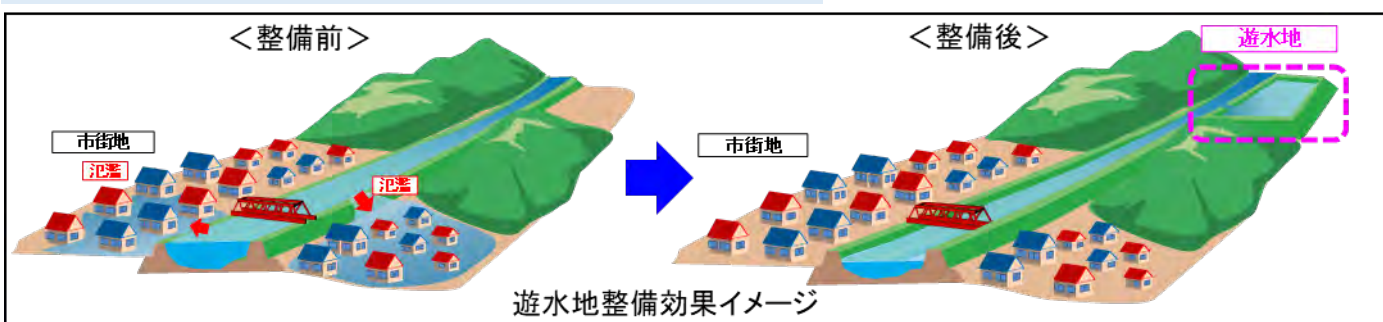 <整備前>
市街地
氾濫
氾濫
<整備後>
遊水地
市街地
遊水地整備効果イメージ